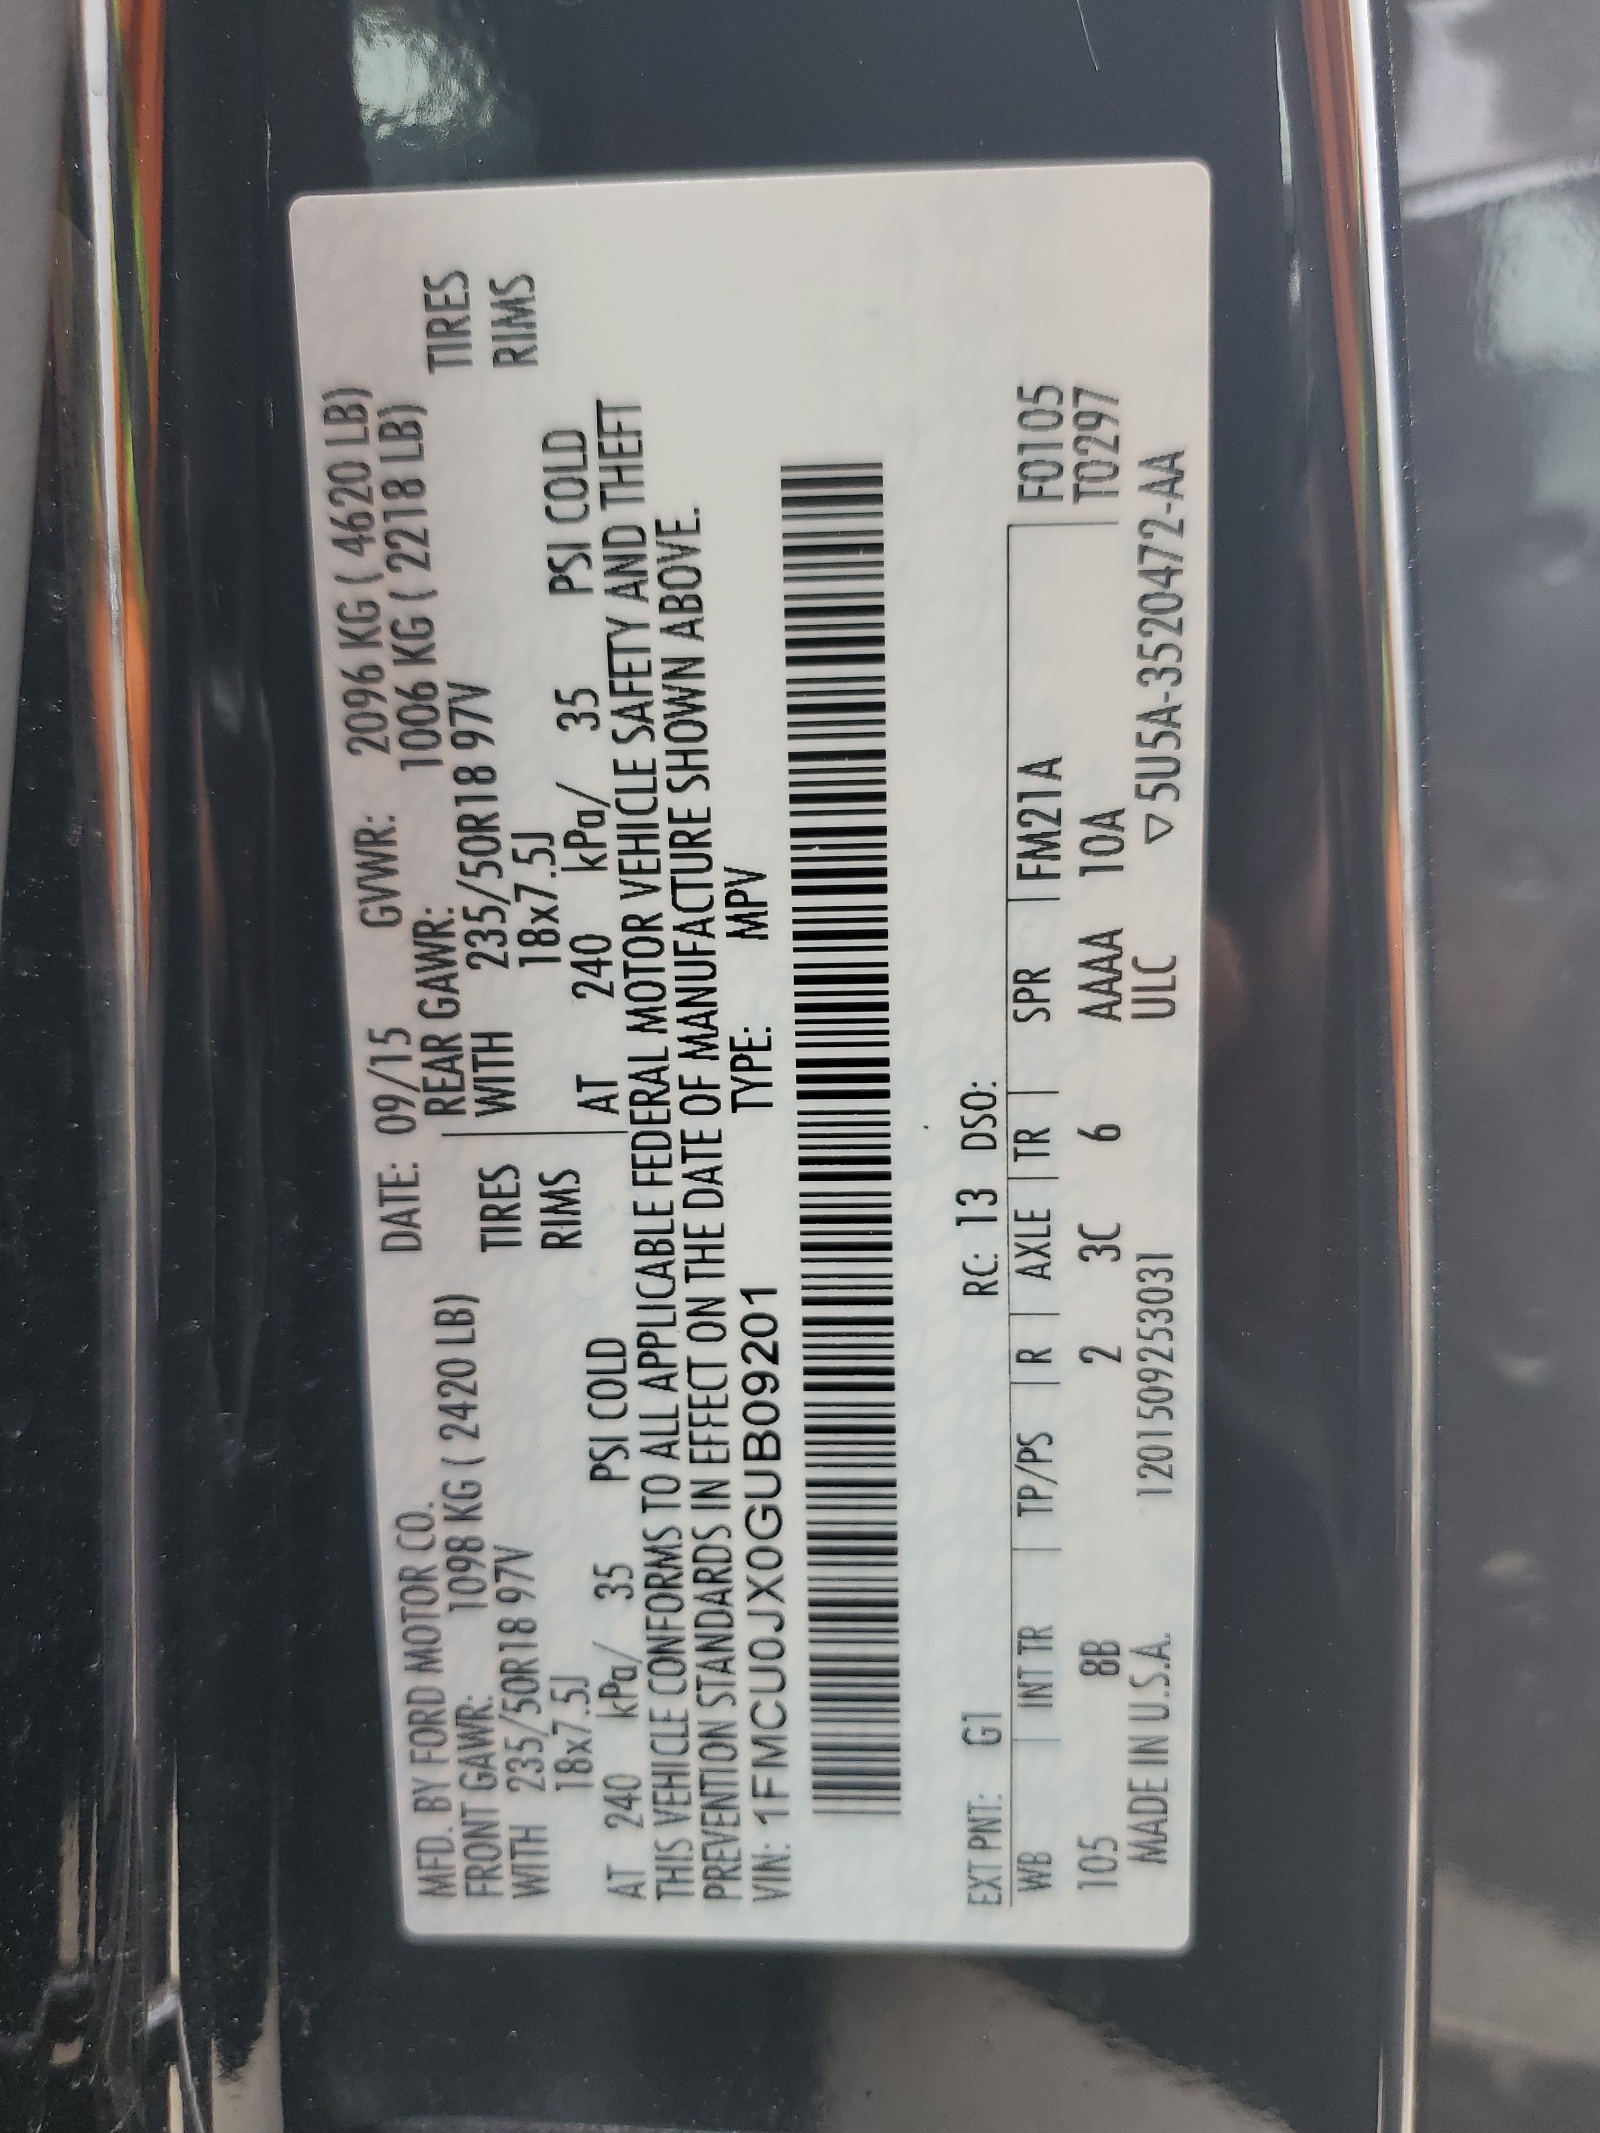 MFD. BY FORD MOTOR CO. DATE: 09/15 GVWR: 2096 KG ( 4620 LB)
FRONT GAWR: 1098 KG ( 2420 LB) REAR GAWR: 1006 KG ( 2218 LB)
WITH 235/50R18 97V TIRES WITH 235/50R18 97V TIRES
18x7.5J RIMS 18x7.5J RIMS
AT 240 kPa/ 35 PSI COLD AT 240 kPa/ 35 PSI COLD
THIS VEHICLE CONFORMS TO ALL APPLICABLE FEDERAL MOTOR VEHICLE SAFETY AND THEFT
PREVENTION STANDARDS IN EFFECT ON THE DATE OF MANUFACTURE SHOWN ABOVE.
VIN: 1FMCU0JX0GUB09201 TYPE: MPV
EXT PNT: G1 RC: 13 DSO:
WB INT TR TP/PS R AXLE TR SPR FM21A F0105
105 8B 2 3C 6 AAAA 10A T0297
MADE IN U.S.A. 1201509253031 ULC ▽5U5A-3520472-AA